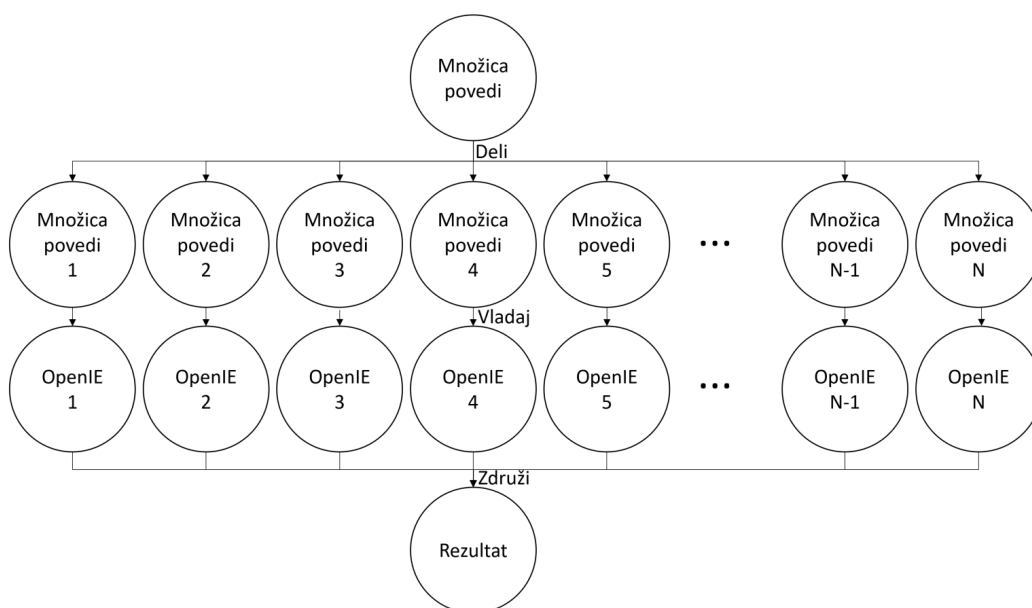 Množica
povedi
Deli
Množica
povedi
1
Množica
povedi
2
Množica
povedi
3
Množica
povedi
4
Množica
povedi
5
...
Množica
povedi
N-1
Množica
povedi
N
Vladaj
OpenIE
1
OpenIE
2
OpenIE
3
OpenIE
4
OpenIE
5
...
OpenIE
N-1
OpenIE
N
Združi
Rezultat